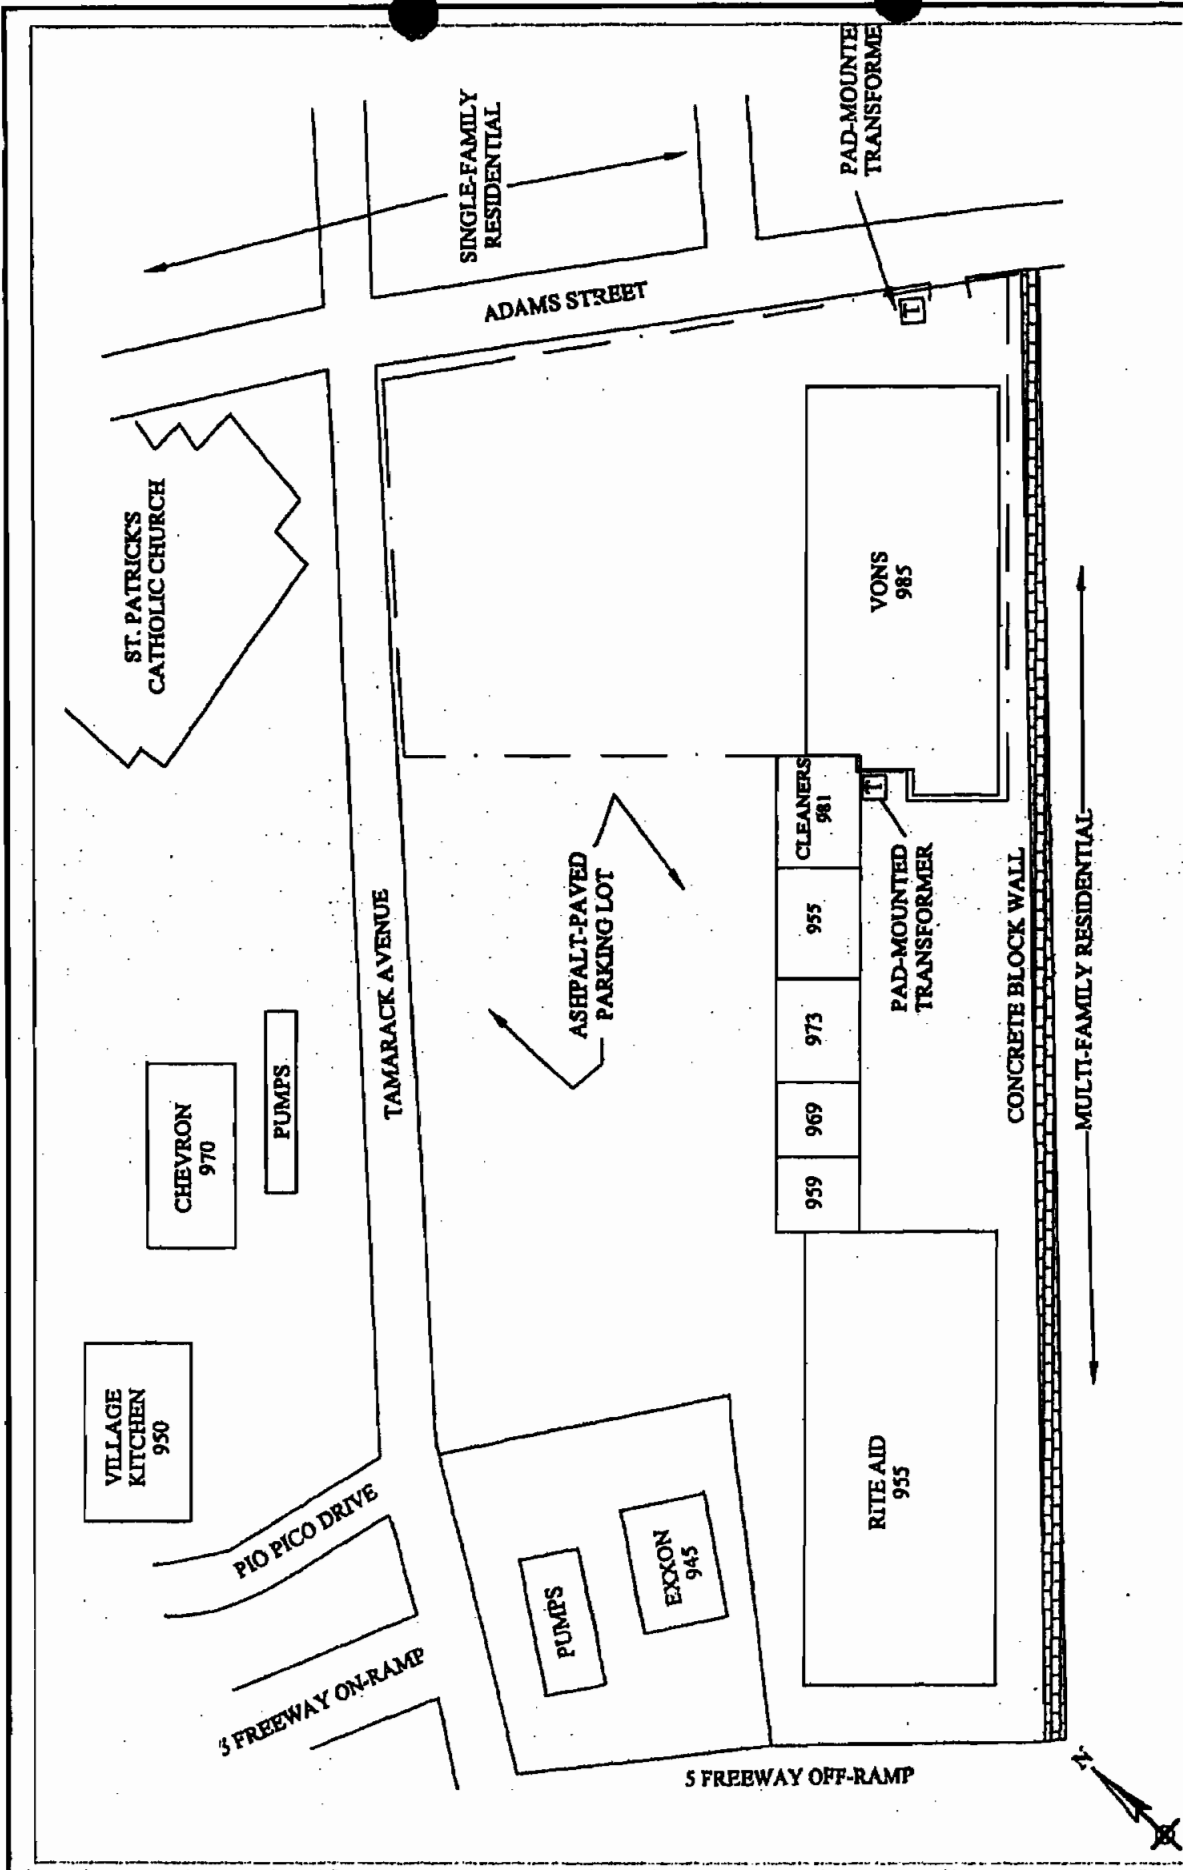 PAD-MOUNTE
TRANSFORME
SINGLE-FAMILY
RESIDENTIAL
ADAMS STREET
T
ST. PATRICK'S
CATHOLIC CHURCH
VONS
985
CLEANERS
981
T
PAD-MOUNTED
TRANSFORMER
955
973
969
959
ASHPALT-PAVED
PARKING LOT
TAMARACK AVENUE
CONCRETE BLOCK WALL
MULTI-FAMILY RESIDENTIAL
CHEVRON
970
PUMPS
VILLAGE
KITCHEN
950
PIO PICO DRIVE
RITE AID
955
EXXON
945
PUMPS
5 FREEWAY ON-RAMP
5 FREEWAY OFF-RAMP
N